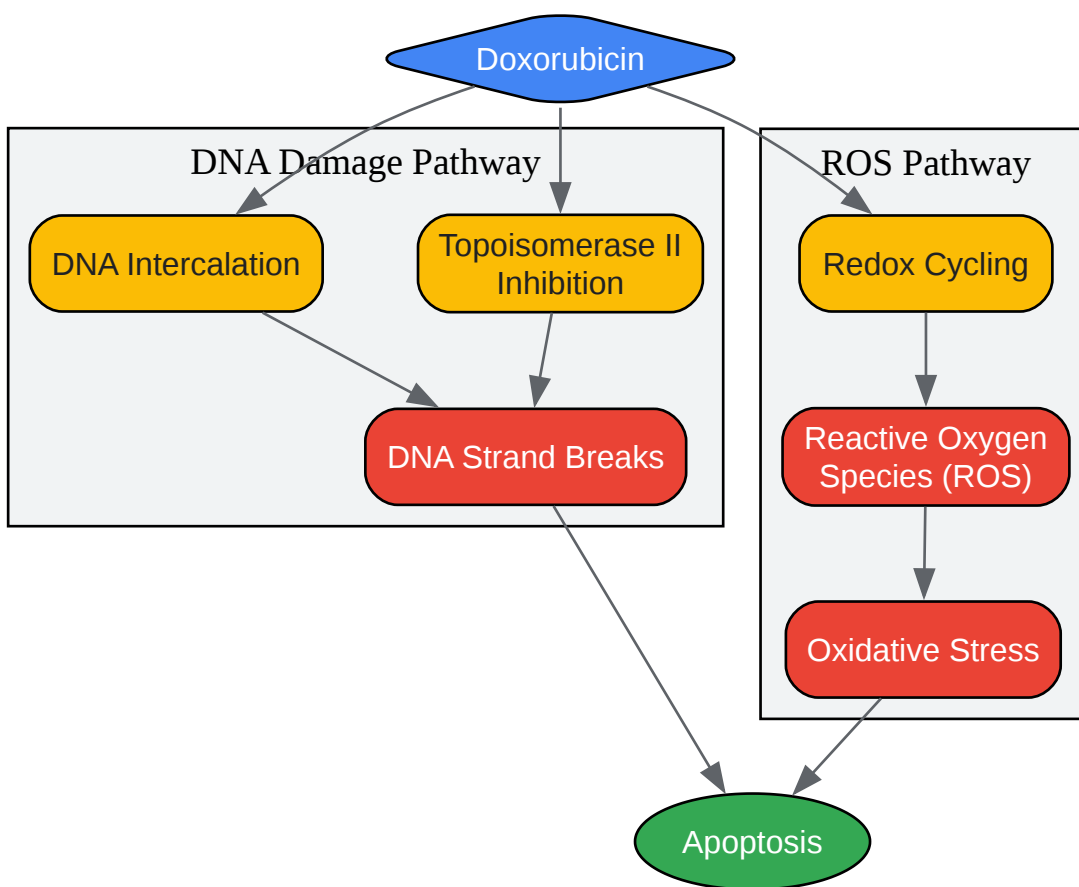 Doxorubicin
DNA Damage Pathway
ROS Pathway
DNA Intercalation
Topoisomerase II
Inhibition
Redox Cycling
DNA Strand Breaks
Reactive Oxygen
Species (ROS)
Oxidative Stress
Apoptosis